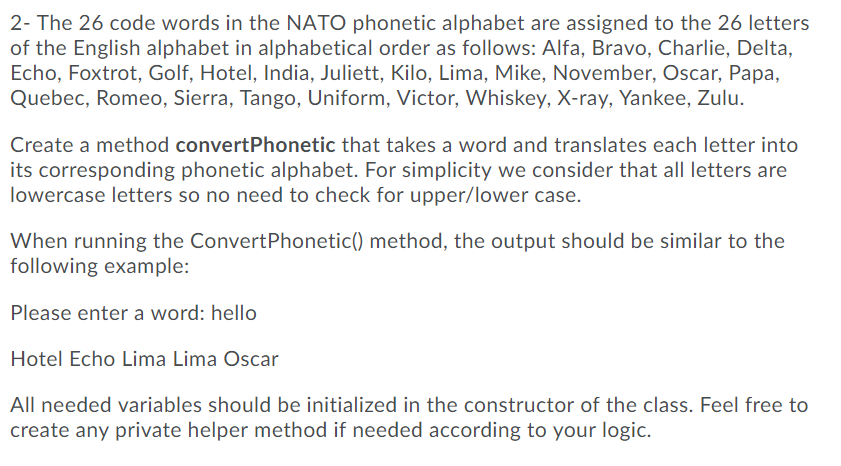 2- The 26 code words in the NATO phonetic alphabet are assigned to the 26 letters
of the English alphabet in alphabetical order as follows: Alfa, Bravo, Charlie, Delta,
Echo, Foxtrot, Golf, Hotel, India, Juliett, Kilo, Lima, Mike, November, Oscar, Papa,
Quebec, Romeo, Sierra, Tango, Uniform, Victor, Whiskey, X-ray, Yankee, Zulu.
Create a method convertPhonetic that takes a word and translates each letter into
its corresponding phonetic alphabet. For simplicity we consider that all letters are
lowercase letters so no need to check for upper/lower case.
When running the ConvertPhonetic() method, the output should be similar to the
following example:
Please enter a word: hello
Hotel Echo Lima Lima Oscar
All needed variables should be initialized in the constructor of the class. Feel free to
create any private helper method if needed according to your logic.